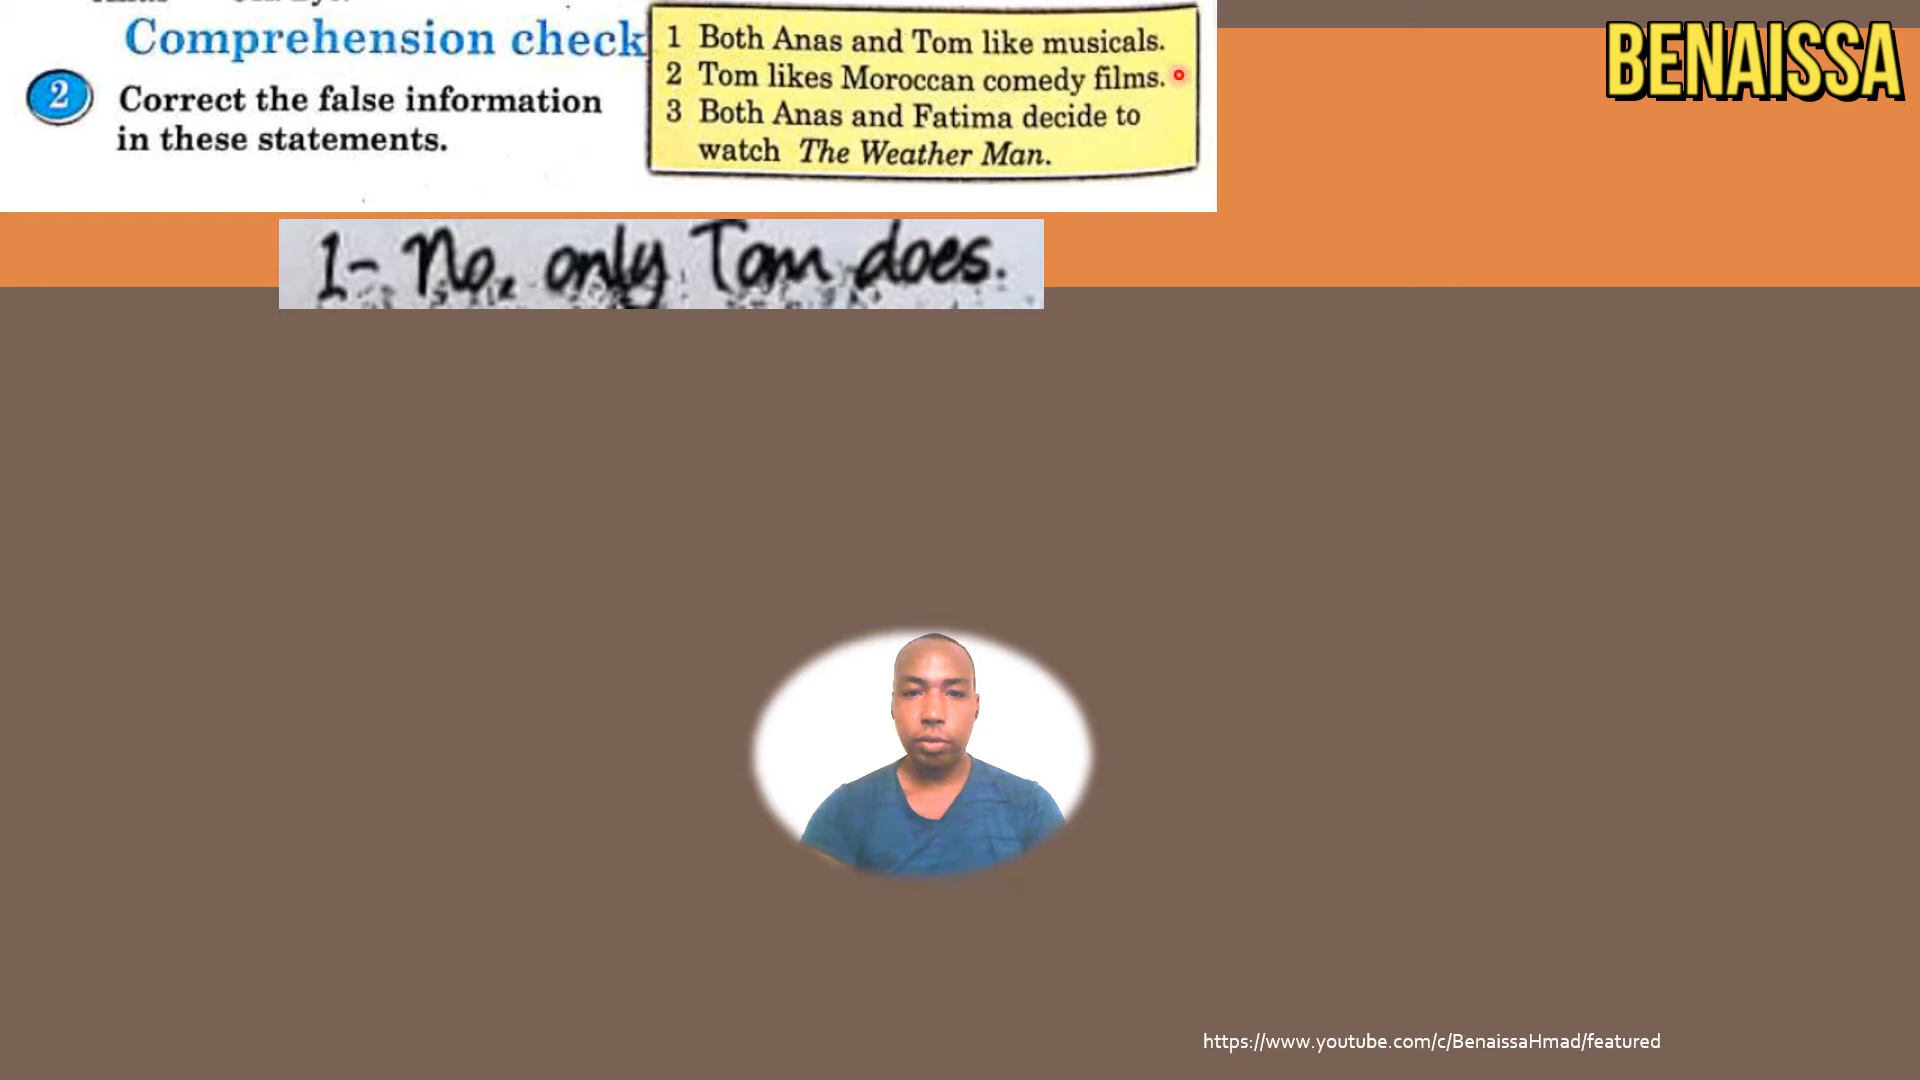 Comprehension check
2 Correct the false information
in these statements.
1 Both Anas and Tom like musicals.
2 Tom likes Moroccan comedy films.
3 Both Anas and Fatima decide to
watch The Weather Man.
BENAISSA
1- No, only Tom does.
https://www.youtube.com/c/BenaissaHmad/featured